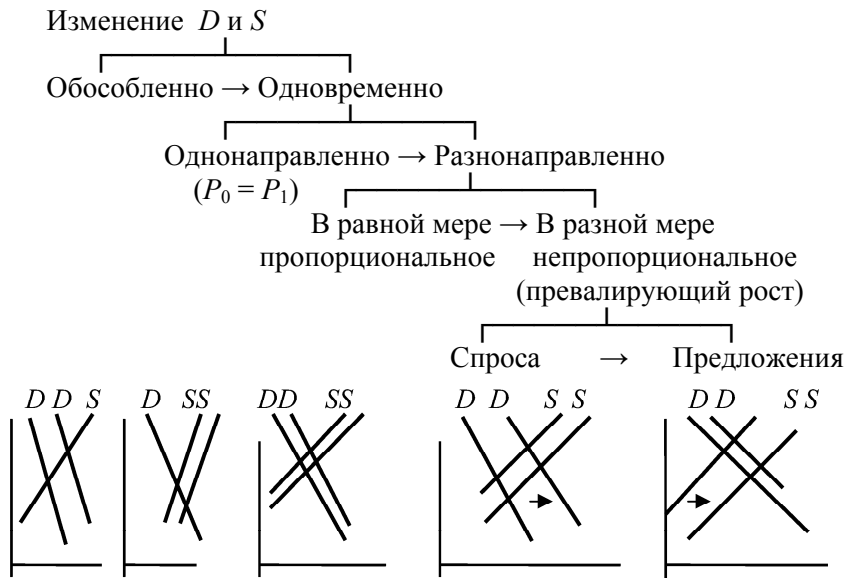 Изменение D и S
Обособленно → Одновременно
Однонаправленно → Разнонаправленно
(P₀ = P₁)
В равной мере → В разной мере
пропорциональное непропорциональное
(превалирующий рост)
Спроса → Предложения
D D S D SS DD SS D D S S D D S S